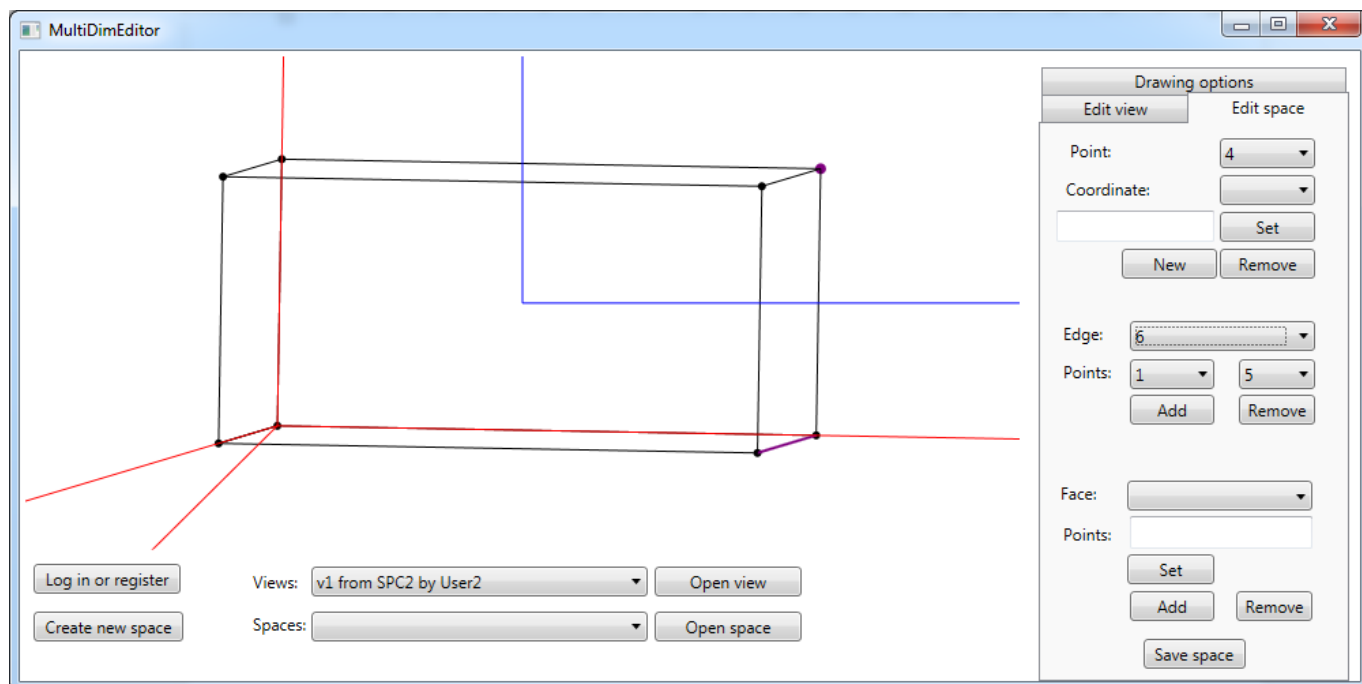 MultiDimEditor
Drawing options
Edit view Edit space
Point: 4
Coordinate:
Set
New Remove
Edge: 6
Points: 1 5
Add Remove
Face:
Points:
Set
Add Remove
Save space
Log in or register Views: v1 from SPC2 by User2 Open view
Create new space Spaces: Open space